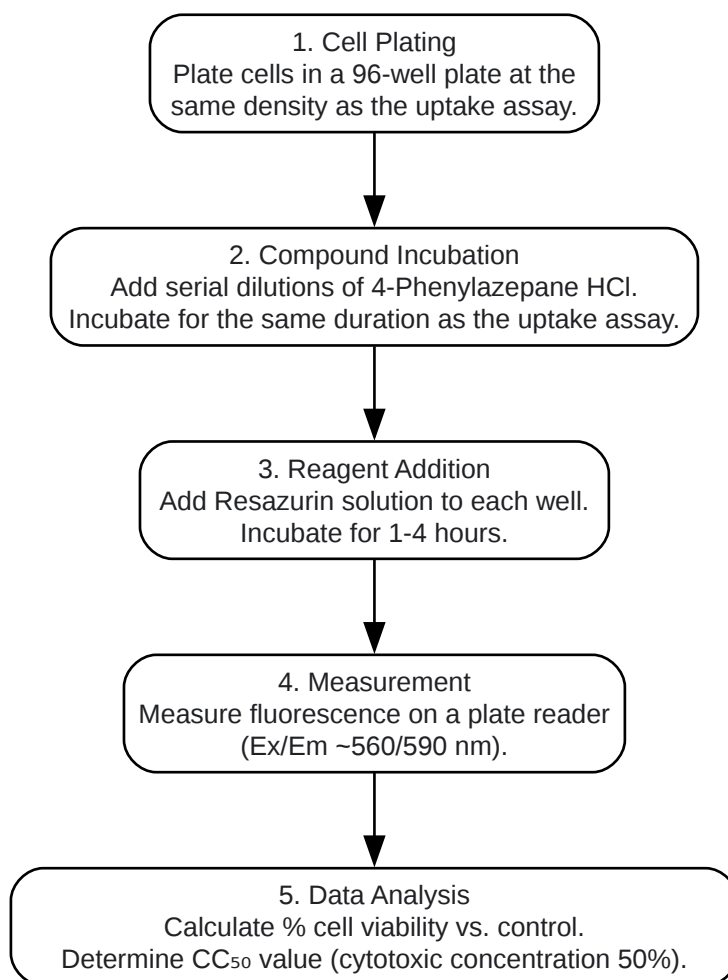 1. Cell Plating
Plate cells in a 96-well plate at the
same density as the uptake assay.
2. Compound Incubation
Add serial dilutions of 4-Phenylazepane HCl.
Incubate for the same duration as the uptake assay.
3. Reagent Addition
Add Resazurin solution to each well.
Incubate for 1-4 hours.
4. Measurement
Measure fluorescence on a plate reader
(Ex/Em ~560/590 nm).
5. Data Analysis
Calculate % cell viability vs. control.
Determine CC₅₀ value (cytotoxic concentration 50%).